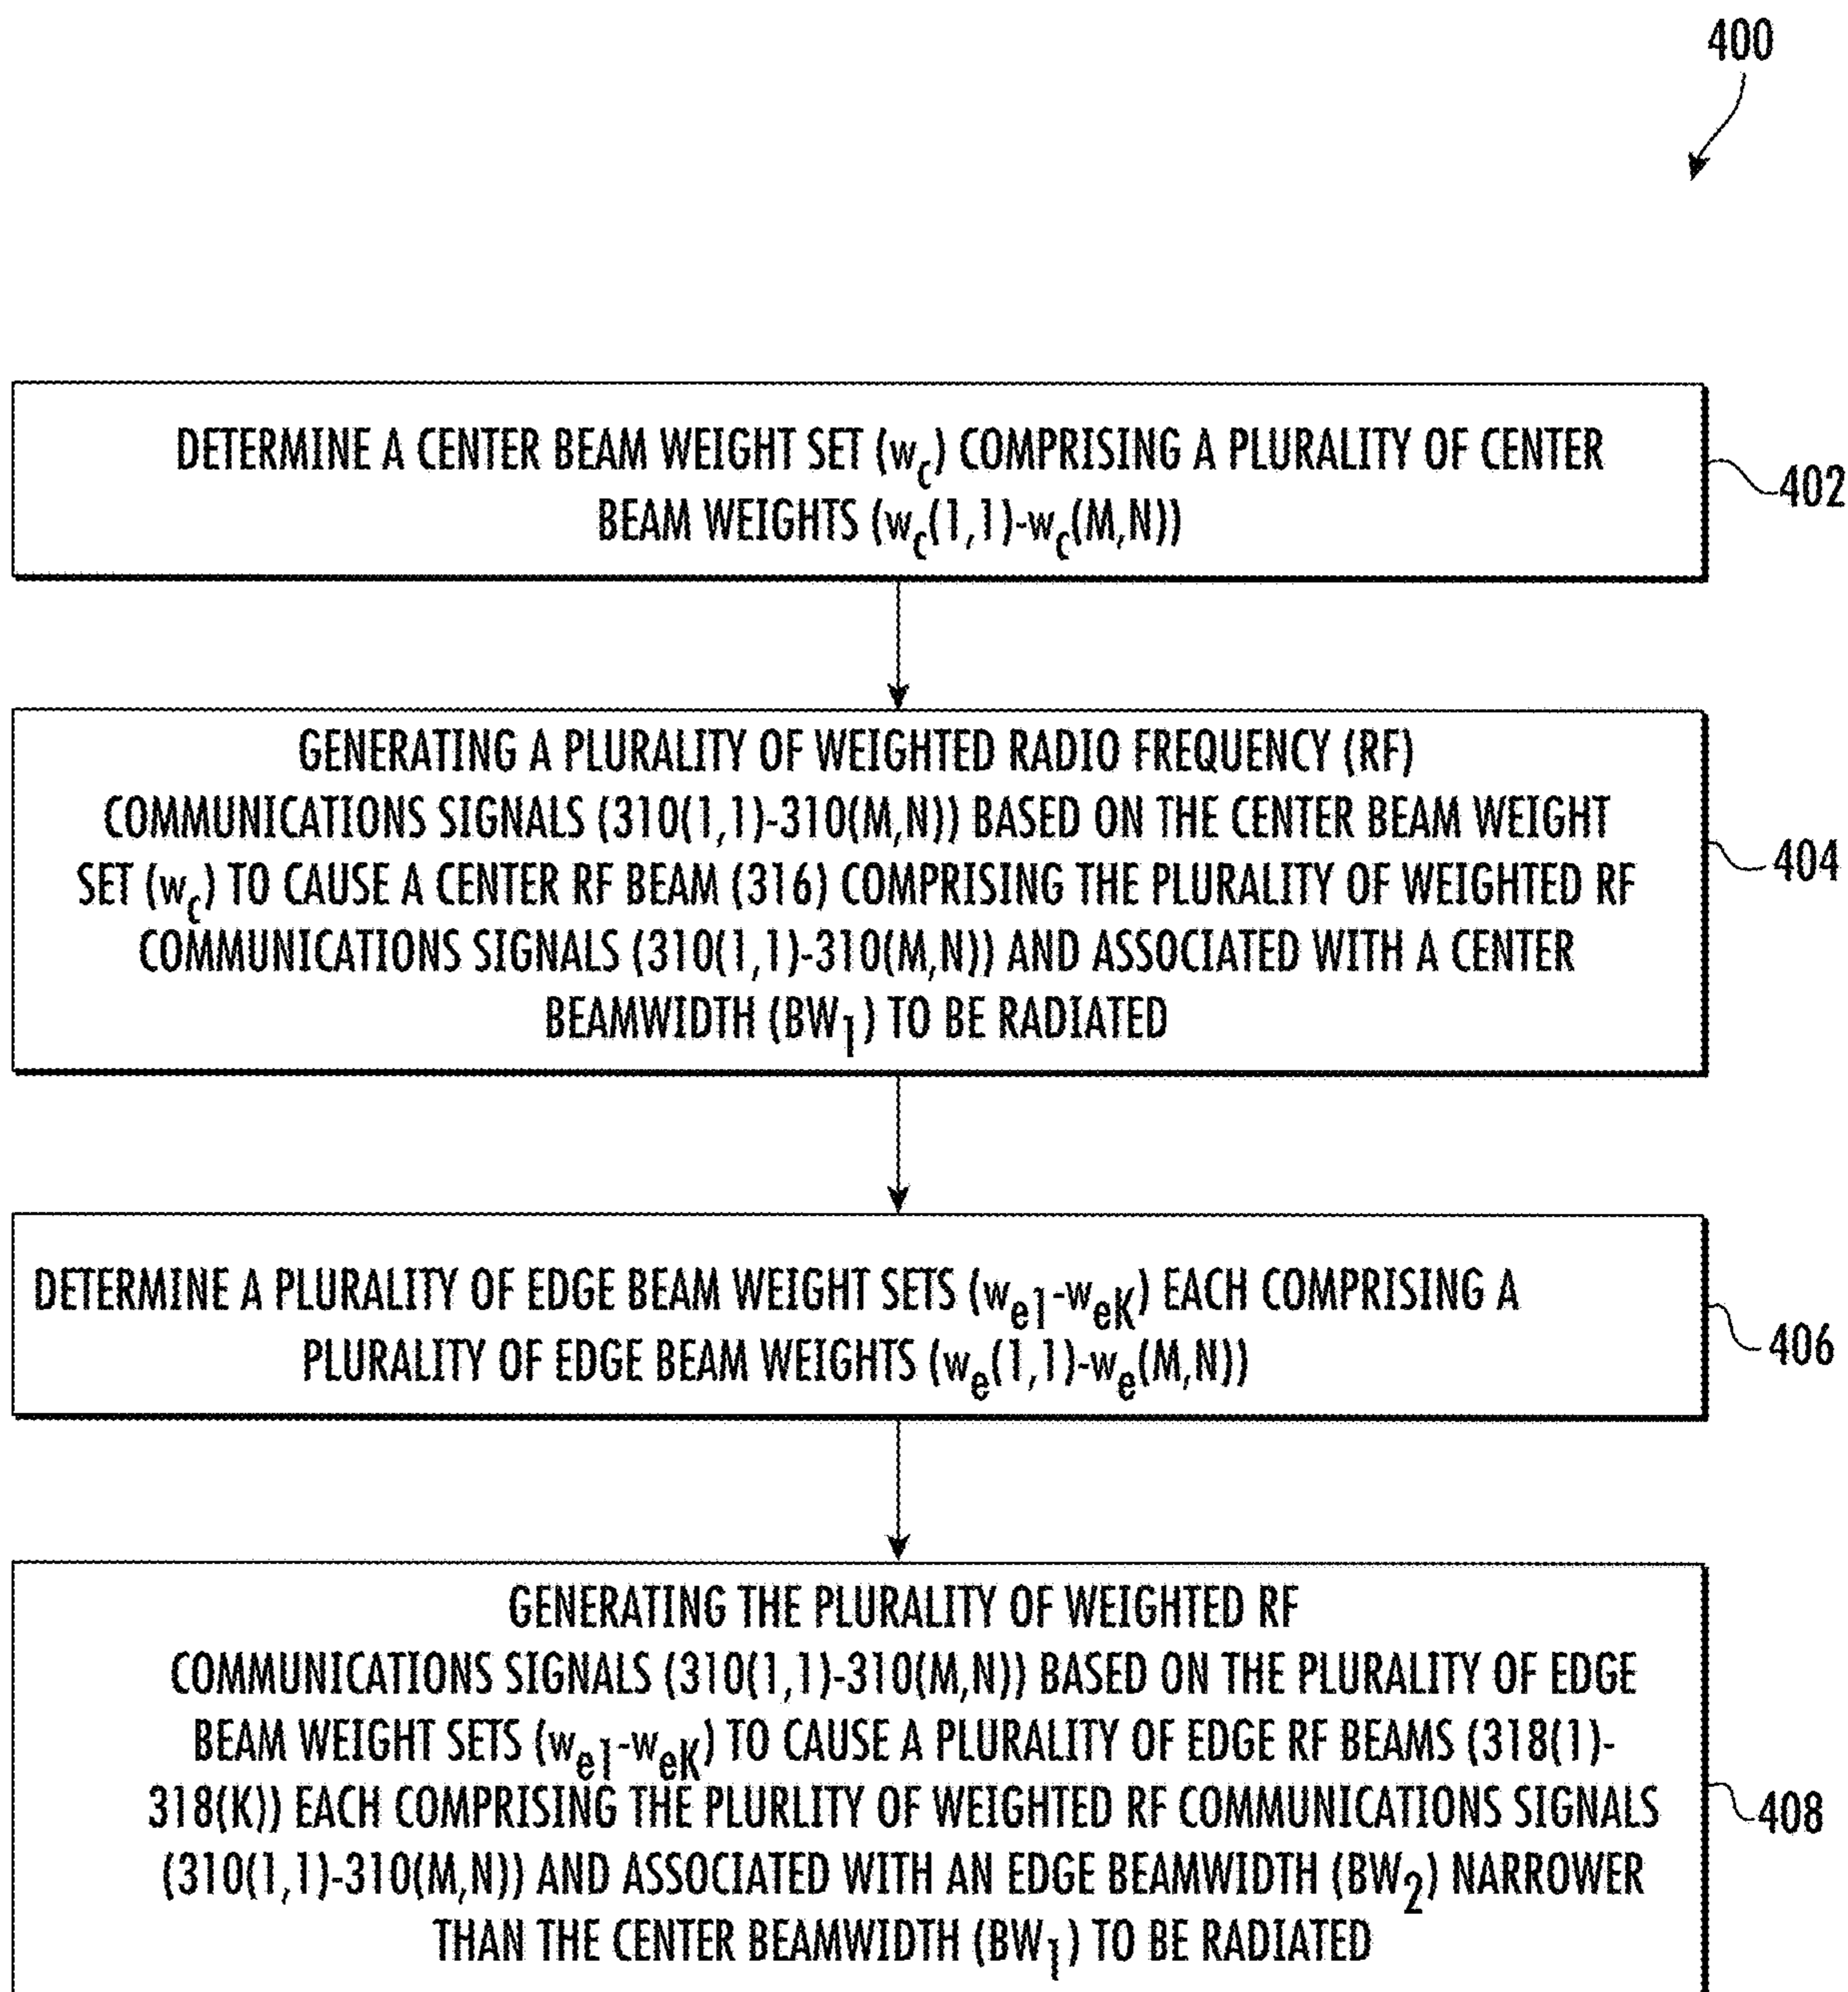 400
DETERMINE A CENTER BEAM WEIGHT SET (wc) COMPRISING A PLURALITY OF CENTER
BEAM WEIGHTS (wc(1,1)-wc(M,N))
402
GENERATING A PLURALITY OF WEIGHTED RADIO FREQUENCY (RF)
COMMUNICATIONS SIGNALS (310(1,1)-310(M,N)) BASED ON THE CENTER BEAM WEIGHT
SET (wc) TO CAUSE A CENTER RF BEAM (316) COMPRISING THE PLURALITY OF WEIGHTED RF
COMMUNICATIONS SIGNALS (310(1,1)-310(M,N)) AND ASSOCIATED WITH A CENTER
BEAMWIDTH (BW1) TO BE RADIATED
404
DETERMINE A PLURALITY OF EDGE BEAM WEIGHT SETS (we1-weK) EACH COMPRISING A
PLURALITY OF EDGE BEAM WEIGHTS (we(1,1)-we(M,N))
406
GENERATING THE PLURALITY OF WEIGHTED RF
COMMUNICATIONS SIGNALS (310(1,1)-310(M,N)) BASED ON THE PLURALITY OF EDGE
BEAM WEIGHT SETS (we1-weK) TO CAUSE A PLURALITY OF EDGE RF BEAMS (318(1)-
318(K)) EACH COMPRISING THE PLURLITY OF WEIGHTED RF COMMUNICATIONS SIGNALS
(310(1,1)-310(M,N)) AND ASSOCIATED WITH AN EDGE BEAMWIDTH (BW2) NARROWER
THAN THE CENTER BEAMWIDTH (BW1) TO BE RADIATED
408